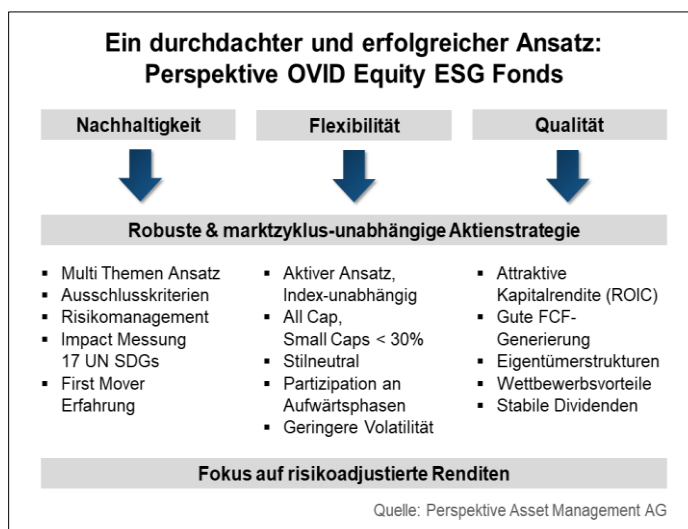 Ein durchdachter und erfolgreicher Ansatz:
Perspektive OVID Equity ESG Fonds
Nachhaltigkeit
Flexibilität
Qualität
Robuste & marktzyklus-unabhängige Aktienstrategie
▪ Multi Themen Ansatz
▪ Ausschlusskriterien
▪ Risikomanagement
▪ Impact Messung
17 UN SDGs
▪ First Mover
Erfahrung
▪ Aktiver Ansatz,
Index-unabhängig
▪ All Cap,
Small Caps < 30%
▪ Stilneutral
▪ Partizipation an
Aufwärtsphasen
▪ Geringere Volatilität
▪ Attraktive
Kapitalrendite (ROIC)
▪ Gute FCF-
Generierung
▪ Eigentümerstrukturen
▪ Wettbewerbsvorteile
▪ Stabile Dividenden
Fokus auf risikoadjustierte Renditen
Quelle: Perspektive Asset Management AG